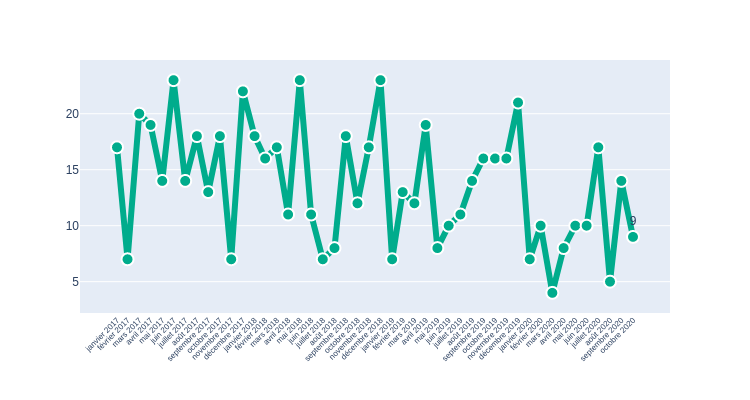 20
15
10
5
9
janvier 2017
février 2017
mars 2017
avril 2017
mai 2017
juin 2017
juillet 2017
août 2017
septembre 2017
octobre 2017
novembre 2017
décembre 2017
janvier 2018
février 2018
mars 2018
avril 2018
mai 2018
juin 2018
juillet 2018
août 2018
septembre 2018
octobre 2018
novembre 2018
décembre 2018
janvier 2019
février 2019
mars 2019
avril 2019
mai 2019
juin 2019
juillet 2019
août 2019
septembre 2019
octobre 2019
novembre 2019
décembre 2019
janvier 2020
février 2020
mars 2020
avril 2020
mai 2020
juin 2020
juillet 2020
août 2020
septembre 2020
octobre 2020